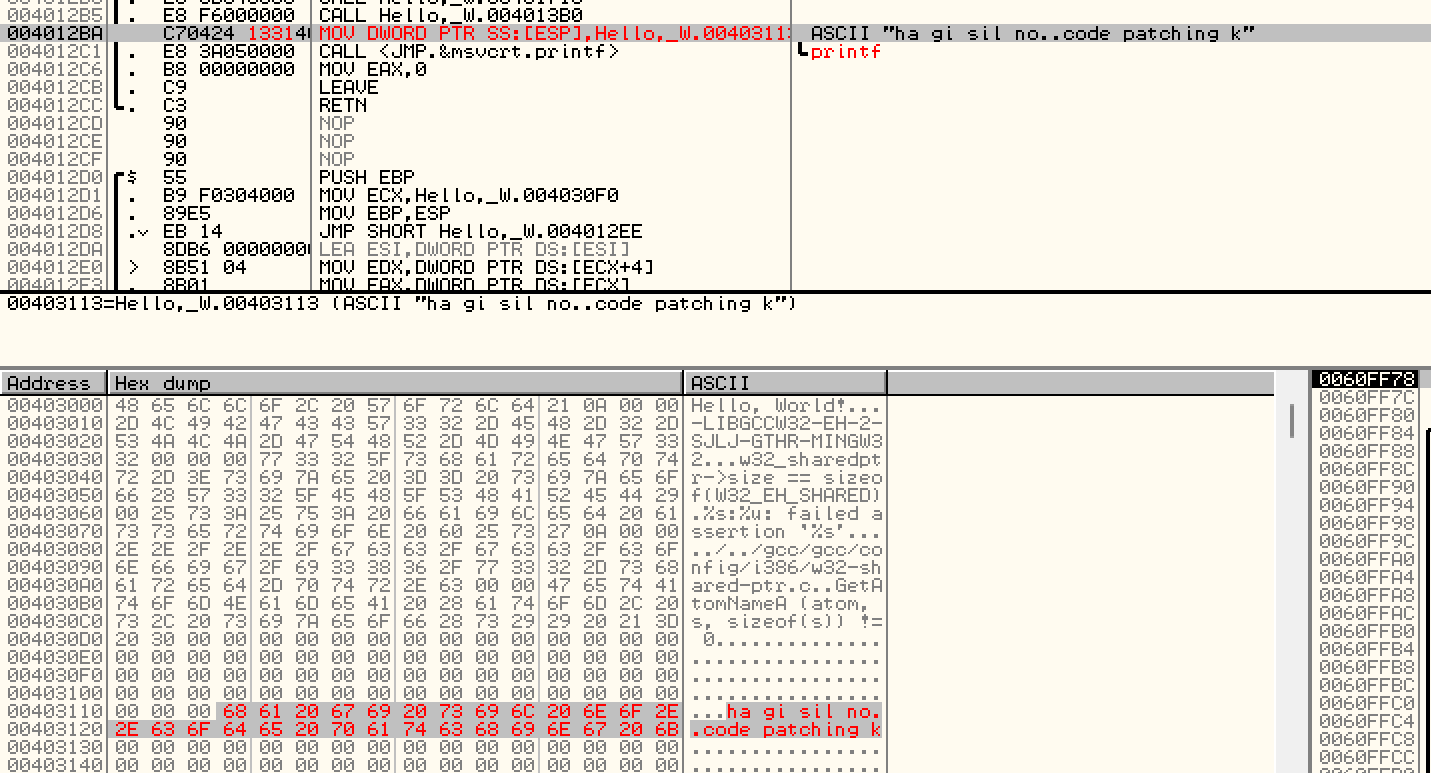 004012B5 . E8 F6000000 CALL Hello,_W.004013B0
004012BA . C70424 133140 MOV DWORD PTR SS:[ESP],Hello,_W.00403113 ASCII "ha gi sil no..code patching k"
004012C1 . E8 3A050000 CALL <JMP.&msvcrt.printf> printf
004012C6 . B8 00000000 MOV EAX,0
004012CB . C9 LEAVE
004012CC . C3 RETN
004012CD 90 NOP
004012CE 90 NOP
004012CF 90 NOP
004012D0 $ 55 PUSH EBP
004012D1 . B9 F0304000 MOV ECX,Hello,_W.004030F0
004012D6 . 89E5 MOV EBP,ESP
004012D8 .v EB 14 JMP SHORT Hello,_W.004012EE
004012DA 8DB6 00000000 LEA ESI,DWORD PTR DS:[ESI]
004012E0 > 8B51 04 MOV EDX,DWORD PTR DS:[ECX+4]
004012E3 . 8B01 MOV EAX,DWORD PTR DS:[ECX]
00403113=Hello,_W.00403113 (ASCII "ha gi sil no..code patching k")
Address Hex dump ASCII
00403000 48 65 6C 6C 6F 2C 20 57 6F 72 6C 64 21 0A 00 00 Hello, World!...
00403010 2D 4C 49 42 47 43 43 57 33 32 2D 45 48 2D 32 2D -LIBGCCW32-EH-2-
00403020 53 4A 4C 4A 2D 47 54 48 52 2D 4D 49 4E 47 57 33 SJLJ-GTHR-MINGW3
00403030 32 00 00 00 77 33 32 5F 73 68 61 72 65 64 70 74 2...w32_sharedpt
00403040 72 2D 3E 73 69 7A 65 20 3D 3D 20 73 69 7A 65 6F r->size == sizeo
00403050 66 28 57 33 32 5F 45 48 5F 53 48 41 52 45 44 29 f(W32_EH_SHARED)
00403060 00 25 73 3A 25 75 3A 20 66 61 69 6C 65 64 20 61 .%s:%u: failed a
00403070 73 73 65 72 74 69 6F 6E 20 60 25 73 27 0A 00 00 ssertion `%s'...
00403080 2E 2E 2F 2E 2E 2F 67 63 63 2F 67 63 63 2F 63 6F ../../gcc/gcc/co
00403090 6E 66 69 67 2F 69 33 38 36 2F 77 33 32 2D 73 68 nfig/i386/w32-sh
004030A0 61 72 65 64 2D 70 74 72 2E 63 00 00 47 65 74 41 ared-ptr.c..GetA
004030B0 74 6F 6D 4E 61 6D 65 41 20 28 61 74 6F 6D 2C 20 tomNameA (atom,
004030C0 73 2C 20 73 69 7A 65 6F 66 28 73 29 29 20 21 3D s, sizeof(s)) !=
004030D0 20 30 00 00 00 00 00 00 00 00 00 00 00 00 00 00  0..............
004030E0 00 00 00 00 00 00 00 00 00 00 00 00 00 00 00 00 ................
004030F0 00 00 00 00 00 00 00 00 00 00 00 00 00 00 00 00 ................
00403100 00 00 00 00 00 00 00 00 00 00 00 00 00 00 00 00 ................
00403110 00 00 00 68 61 20 67 69 20 73 69 6C 20 6E 6F 2E ...ha gi sil no.
00403120 2E 63 6F 64 65 20 70 61 74 63 68 69 6E 67 20 6B .code patching k
00403130 00 00 00 00 00 00 00 00 00 00 00 00 00 00 00 00 ................
00403140 00 00 00 00 00 00 00 00 00 00 00 00 00 00 00 00 ................
0060FF78
0060FF7C
0060FF80
0060FF84
0060FF88
0060FF8C
0060FF90
0060FF94
0060FF98
0060FF9C
0060FFA0
0060FFA4
0060FFA8
0060FFAC
0060FFB0
0060FFB4
0060FFB8
0060FFBC
0060FFC0
0060FFC4
0060FFC8